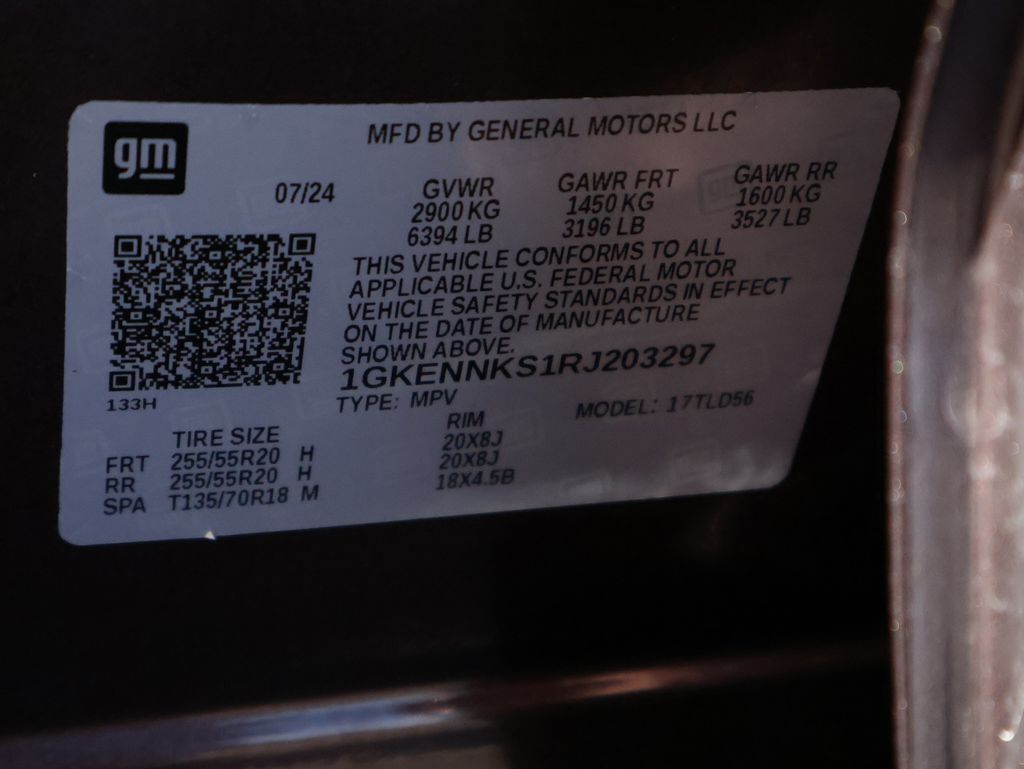 gm
MFD BY GENERAL MOTORS LLC
07/24 GVWR GAWR FRT GAWR RR
2900 KG 1450 KG 1600 KG
6394 LB 3196 LB 3527 LB
THIS VEHICLE CONFORMS TO ALL
APPLICABLE U.S. FEDERAL MOTOR
VEHICLE SAFETY STANDARDS IN EFFECT
ON THE DATE OF MANUFACTURE
SHOWN ABOVE.
1GKENNKS1RJ203297
133H
TYPE: MPV MODEL: 17TLD56
TIRE SIZE RIM
FRT 255/55R20 H 20X8J
RR 255/55R20 H 20X8J
SPA T135/70R18 M 18X4.5B